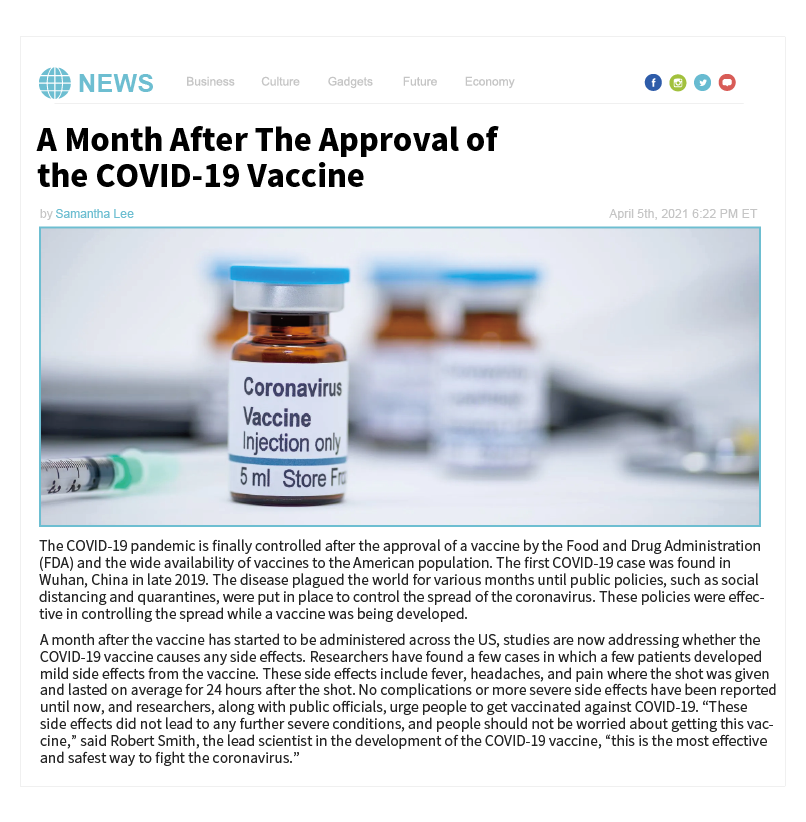 NEWS
Business Culture Gadgets Future Economy
A Month After The Approval of
the COVID-19 Vaccine
by Samantha Lee
April 5th, 2021 6:22 PM ET
Coronavirus
Vaccine
Injection only
5 ml Store
The COVID-19 pandemic is finally controlled after the approval of a vaccine by the Food and Drug Administration
(FDA) and the wide availability of vaccines to the American population. The first COVID-19 case was found in
Wuhan, China in late 2019. The disease plagued the world for various months until public policies, such as social
distancing and quarantines, were put in place to control the spread of the coronavirus. These policies were effec-
tive in controlling the spread while a vaccine was being developed.
A month after the vaccine has started to be administered across the US, studies are now addressing whether the
COVID-19 vaccine causes any side effects. Researchers have found a few cases in which a few patients developed
mild side effects from the vaccine. These side effects include fever, headaches, and pain where the shot was given
and lasted on average for 24 hours after the shot. No complications or more severe side effects have been reported
until now, and researchers, along with public officials, urge people to get vaccinated against COVID-19. “These
side effects did not lead to any further severe conditions, and people should not be worried about getting this vac-
cine,” said Robert Smith, the lead scientist in the development of the COVID-19 vaccine, “this is the most effective
and safest way to fight the coronavirus.”